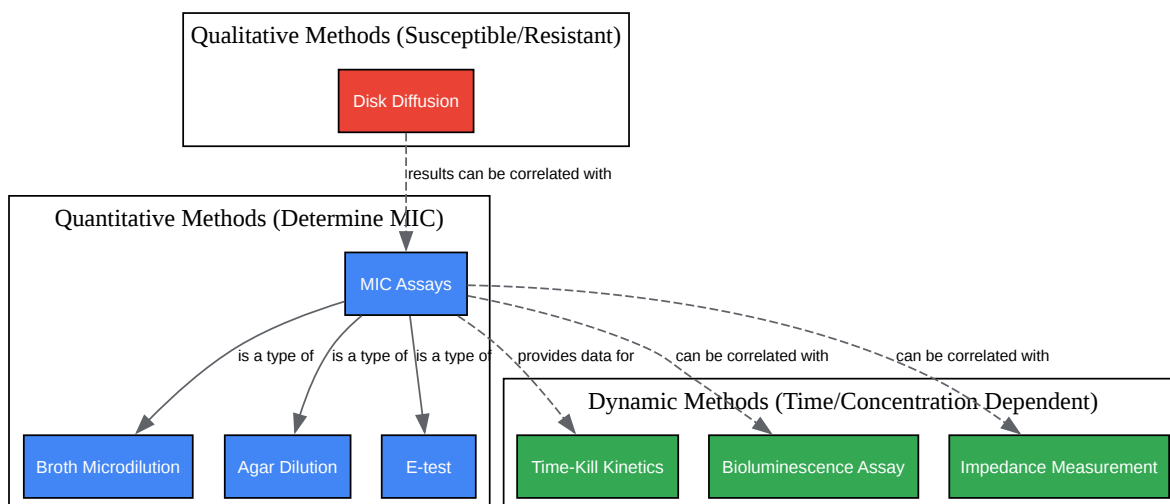 Qualitative Methods (Susceptible/Resistant)
Disk Diffusion
results can be correlated with
Quantitative Methods (Determine MIC)
MIC Assays
is a type of
is a type of
is a type of
provides data for
can be correlated with
can be correlated with
Dynamic Methods (Time/Concentration Dependent)
Broth Microdilution
Agar Dilution
E-test
Time-Kill Kinetics
Bioluminescence Assay
Impedance Measurement